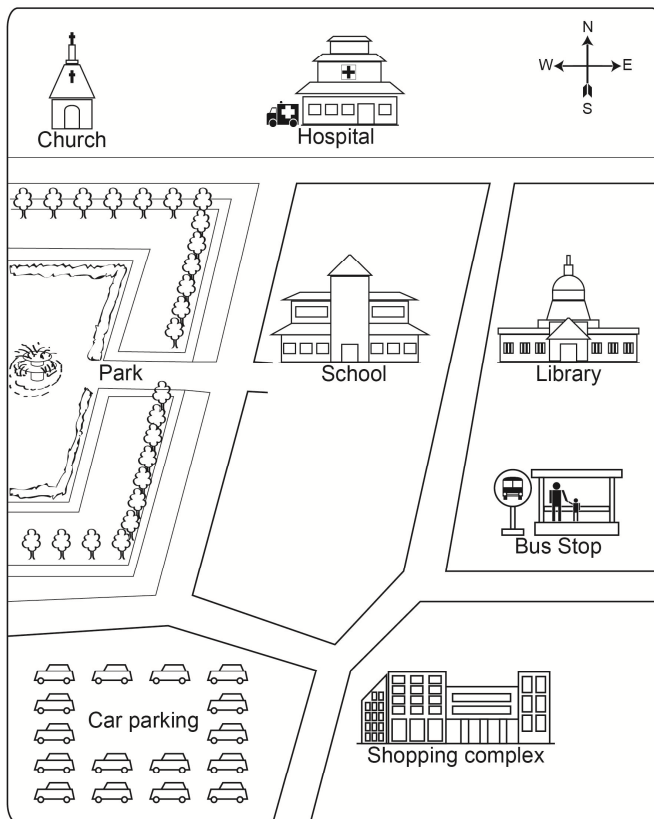 N
W E
S
Church
Hospital
Park
School
Library
Bus Stop
Car parking
Shopping complex